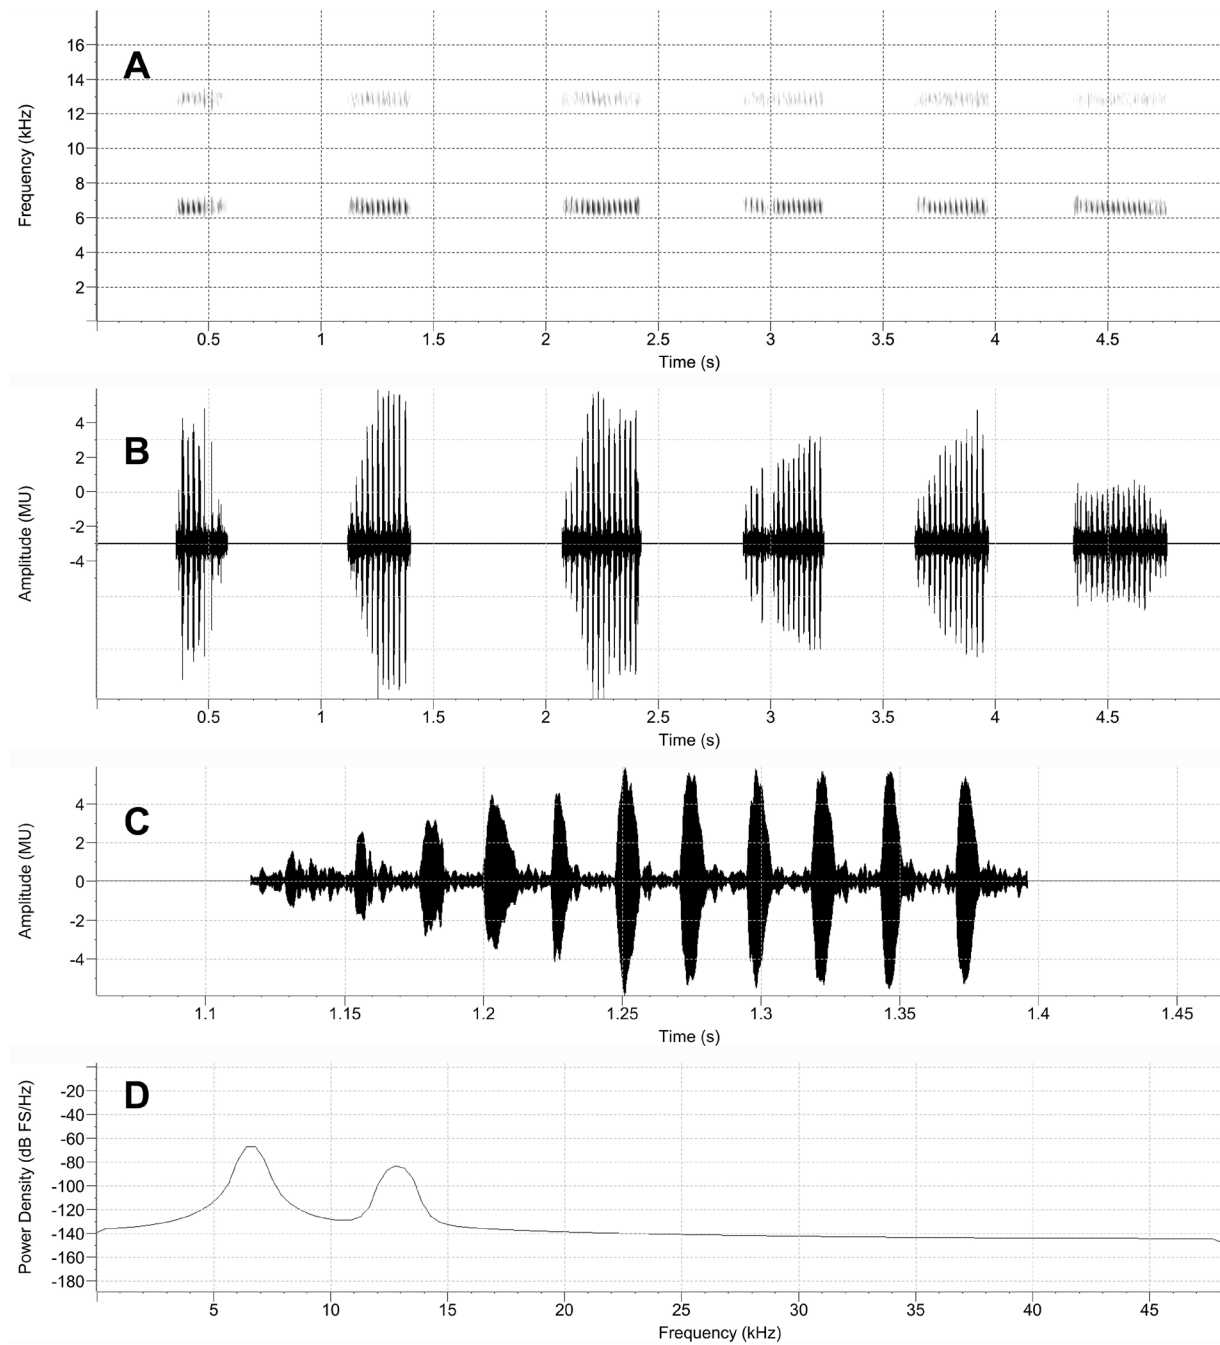 A
Frequency (kHz)
16
14
12
10
8
6
4
2
0.5 1 1.5 2 2.5 3 3.5 4 4.5
Time (s)
B
Amplitude (MU)
4
2
0
-2
-4
0.5 1 1.5 2 2.5 3 3.5 4 4.5
Time (s)
C
Amplitude (MU)
4
2
0
-2
-4
1.1 1.15 1.2 1.25 1.3 1.35 1.4 1.45
Time (s)
D
Power Density (dB FS/Hz)
-20
-40
-60
-80
-100
-120
-140
-160
-180
5 10 15 20 25 30 35 40 45
Frequency (kHz)